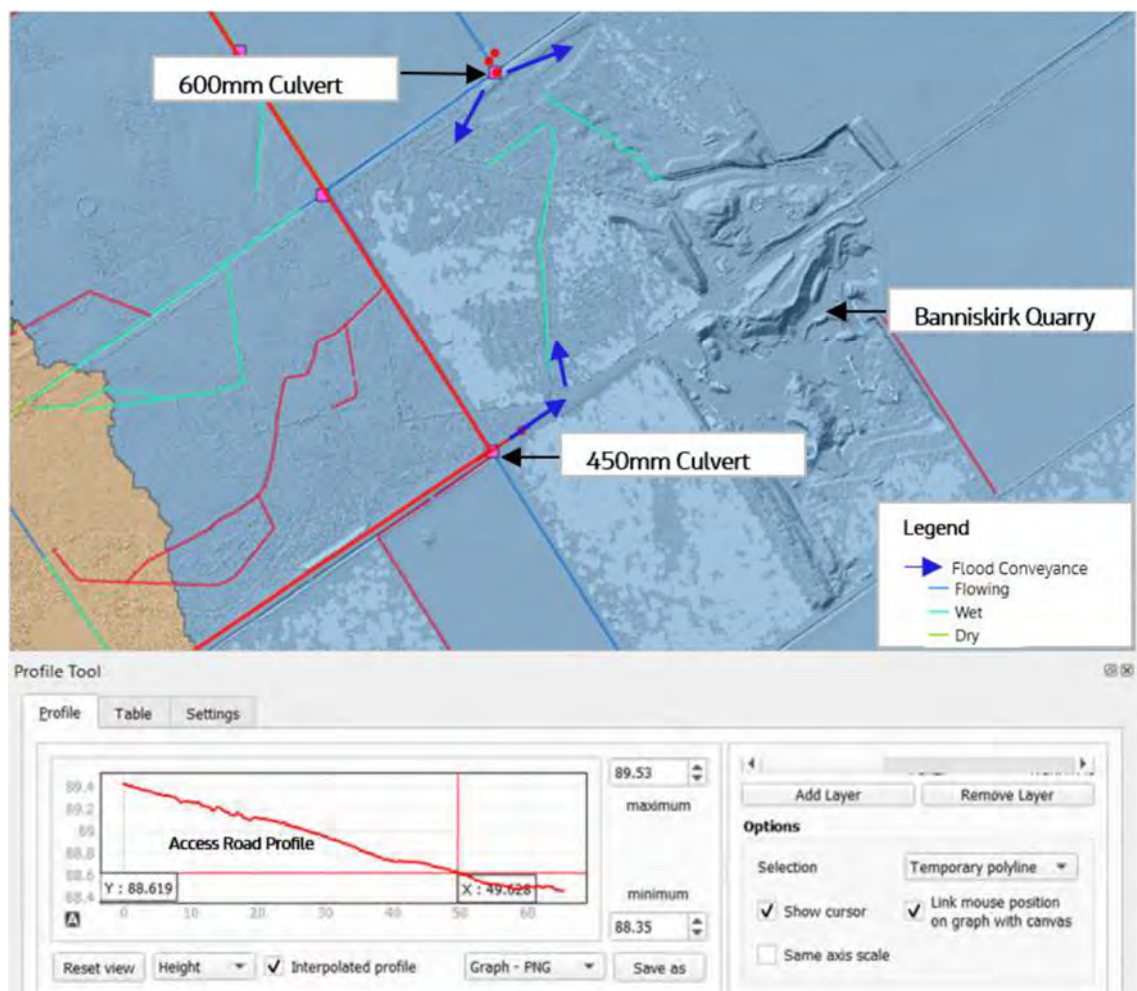 600mm Culvert
Banniskirk Quarry
450mm Culvert
Legend
Flood Conveyance
Flowing
Wet
Dry
Profile Tool
Profile Table Settings
89.4
89.2
89
88.8
88.6
88.4
Access Road Profile
Y : 88.619
X : 49.628
0 10 20 30 40 50 60
A
89.53
maximum
minimum
88.35
Reset view Height Interpolated profile Graph - PNG Save as
Add Layer Remove Layer
Options
Selection Temporary polyline
Show cursor Link mouse position
on graph with canvas
Same axis scale